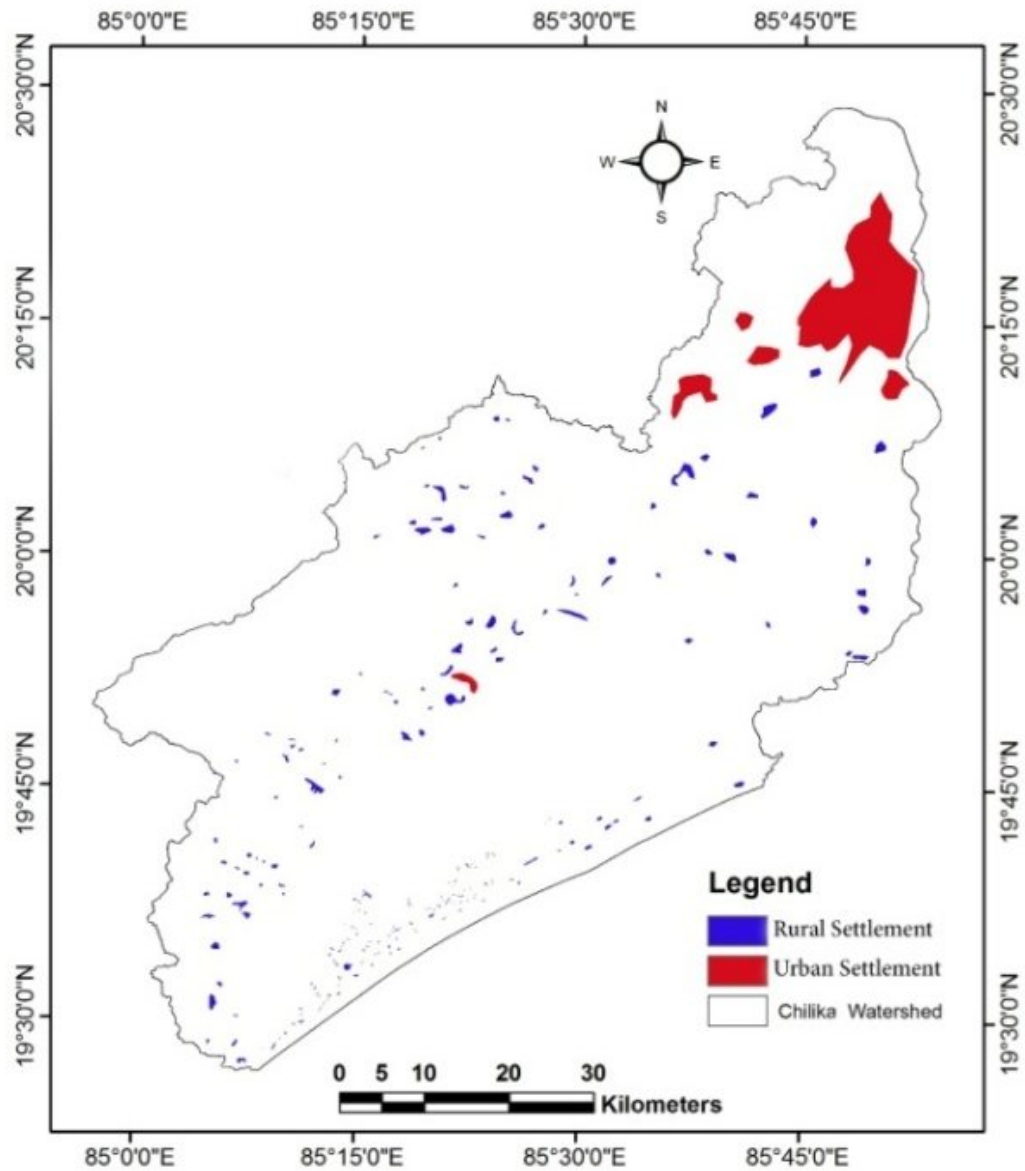 85°0'0"E 85°15'0"E 85°30'0"E 85°45'0"E
20°30'0"N
20°30'0"N
N
W E
S
20°15'0"N
20°15'0"N
20°0'0"N
20°0'0"N
19°45'0"N
19°45'0"N
Legend
Rural Settlement
Urban Settlement
Chilika Watershed
19°30'0"N
19°30'0"N
0 5 10 20 30
Kilometers
85°0'0"E 85°15'0"E 85°30'0"E 85°45'0"E